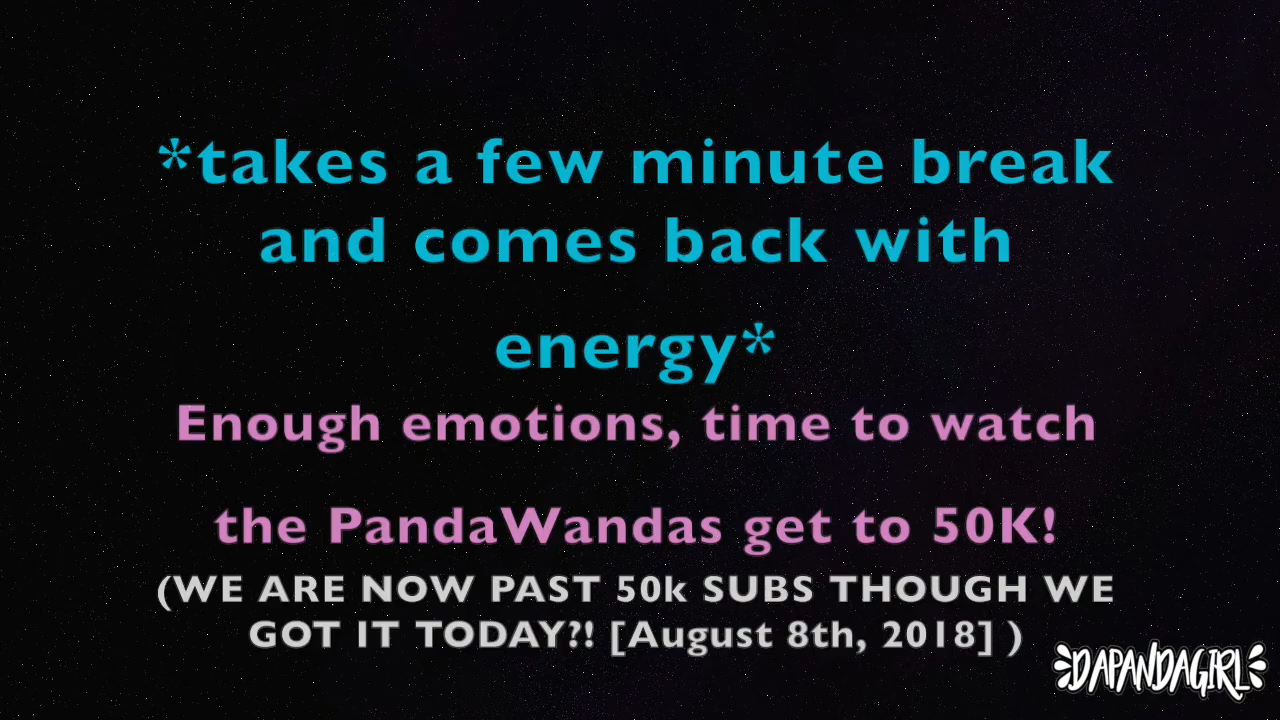 *takes a few minute break
and comes back with
energy*
Enough emotions, time to watch
the PandaWandas get to 50K!
(WE ARE NOW PAST 50k SUBS THOUGH WE
GOT IT TODAY?! [August 8th, 2018] )
DAPANDAGIRL